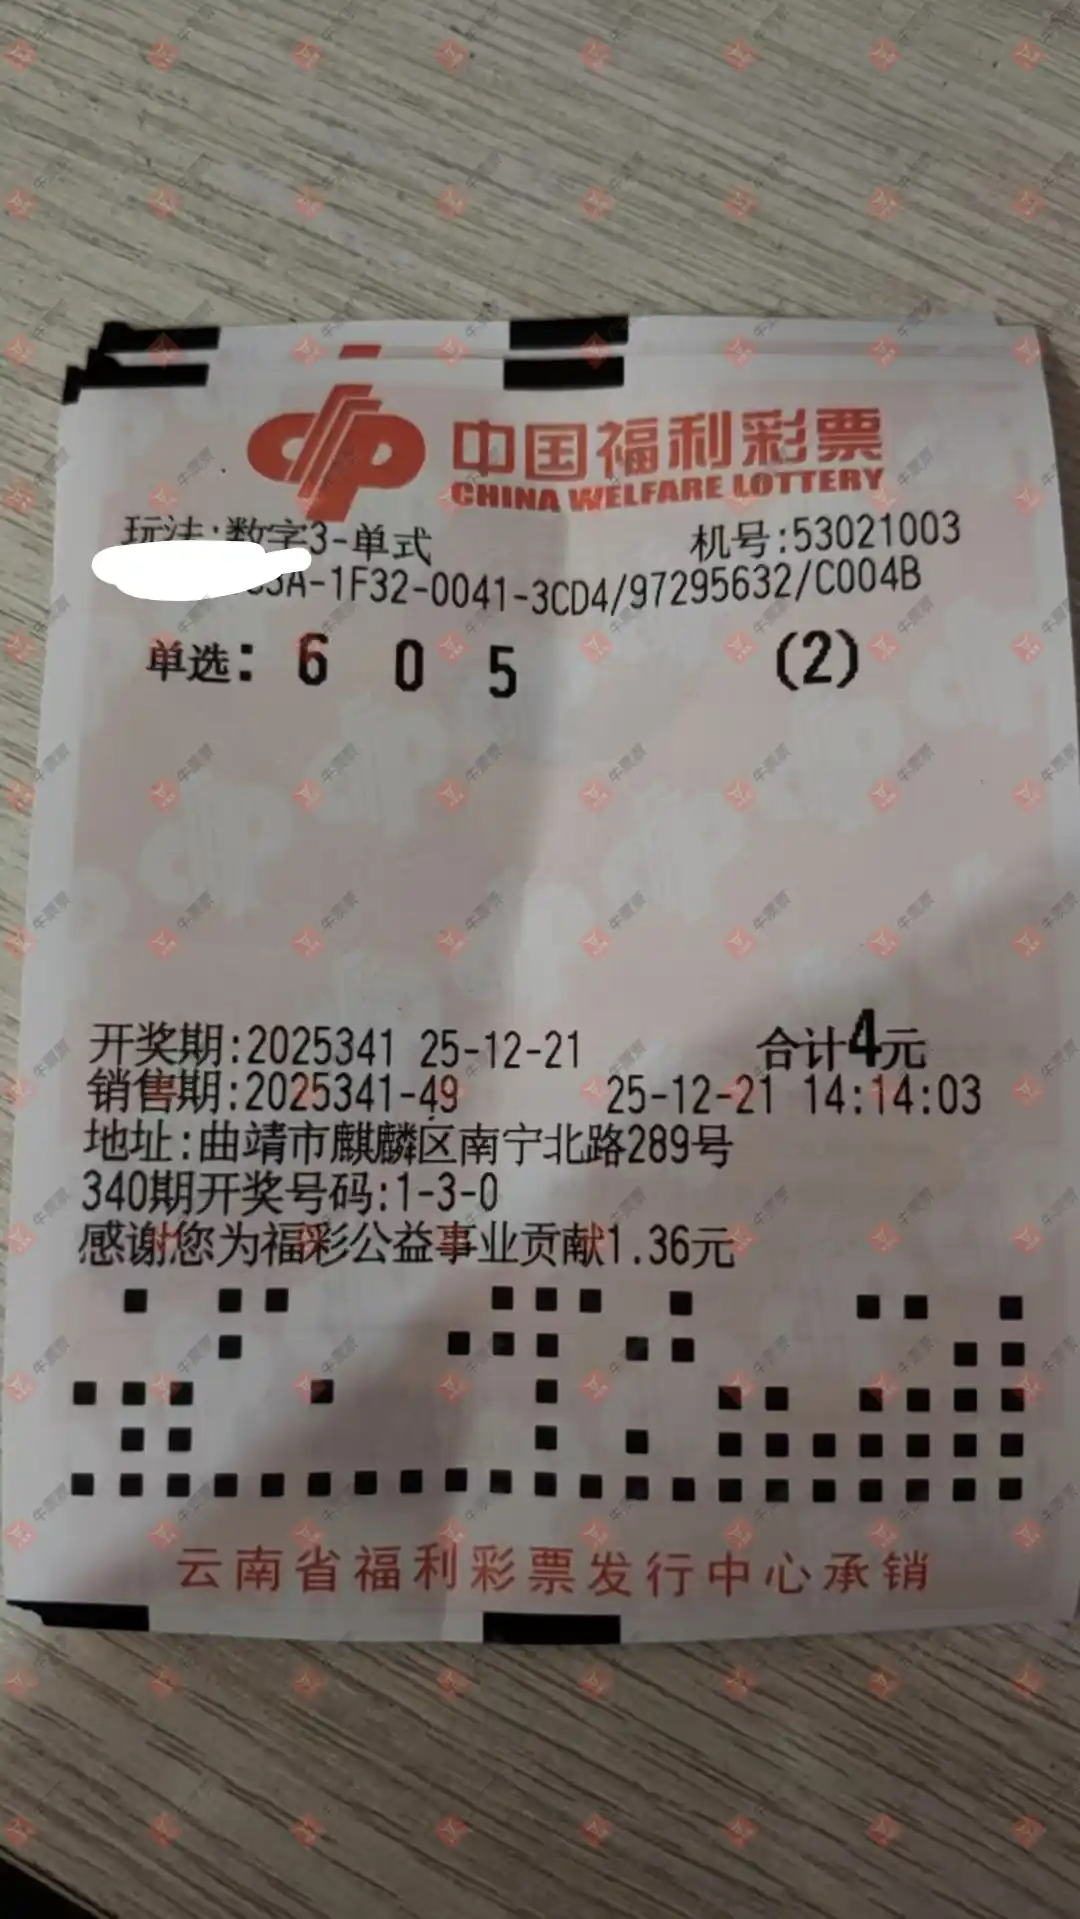 中国福利彩票
CHINA WELFARE LOTTERY
玩法:数字3-单式 机号:53021003
3A-1F32-0041-3CD4/97295632/C004B
单选: 6 0 5 (2)
开奖期:2025341 25-12-21 合计4元
销售期:2025341-49 25-12-21 14:14:03
地址:曲靖市麒麟区南宁北路289号
340期开奖号码:1-3-0
感谢您为福彩公益事业贡献1.36元
云南省福利彩票发行中心承销